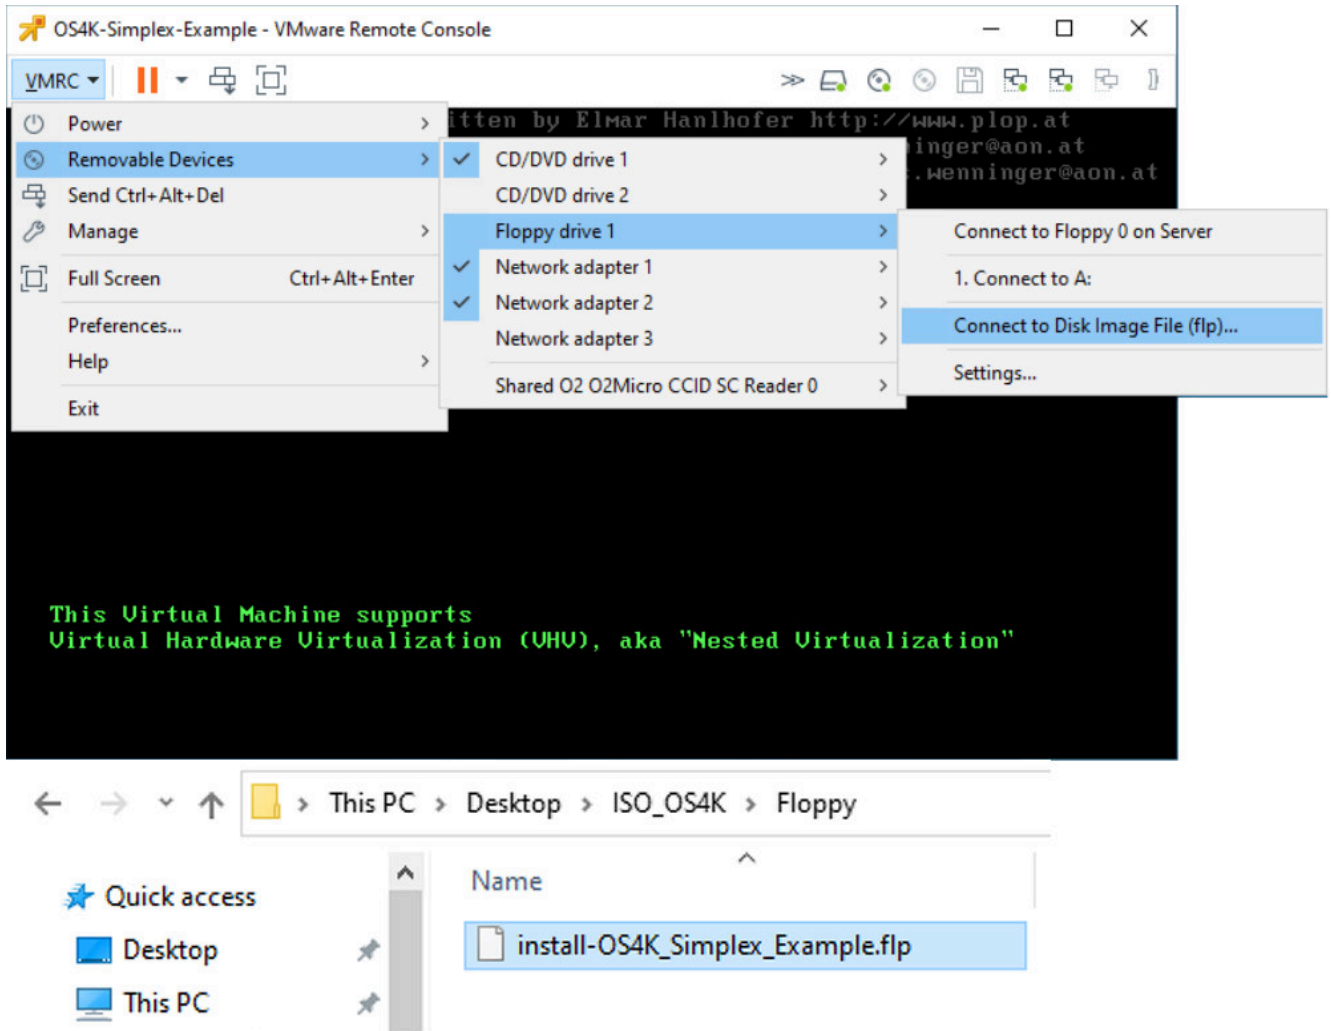 OS4K-Simplex-Example - VMware Remote Console
VMRC
itten by Elmar Hanlhofer http://www.plop.at
inger@aon.at
.wenninger@aon.at
Power
Removable Devices
Send Ctrl+Alt+Del
Manage
Full Screen Ctrl+Alt+Enter
Preferences...
Help
Exit
CD/DVD drive 1
CD/DVD drive 2
Floppy drive 1
Network adapter 1
Network adapter 2
Network adapter 3
Shared O2 O2Micro CCID SC Reader 0
Connect to Floppy 0 on Server
1. Connect to A:
Connect to Disk Image File (flp)...
Settings...
This Virtual Machine supports
Virtual Hardware Virtualization (VHV), aka "Nested Virtualization"
This PC > Desktop > ISO_OS4K > Floppy
Quick access
Desktop
This PC
Name
install-OS4K_Simplex_Example.flp